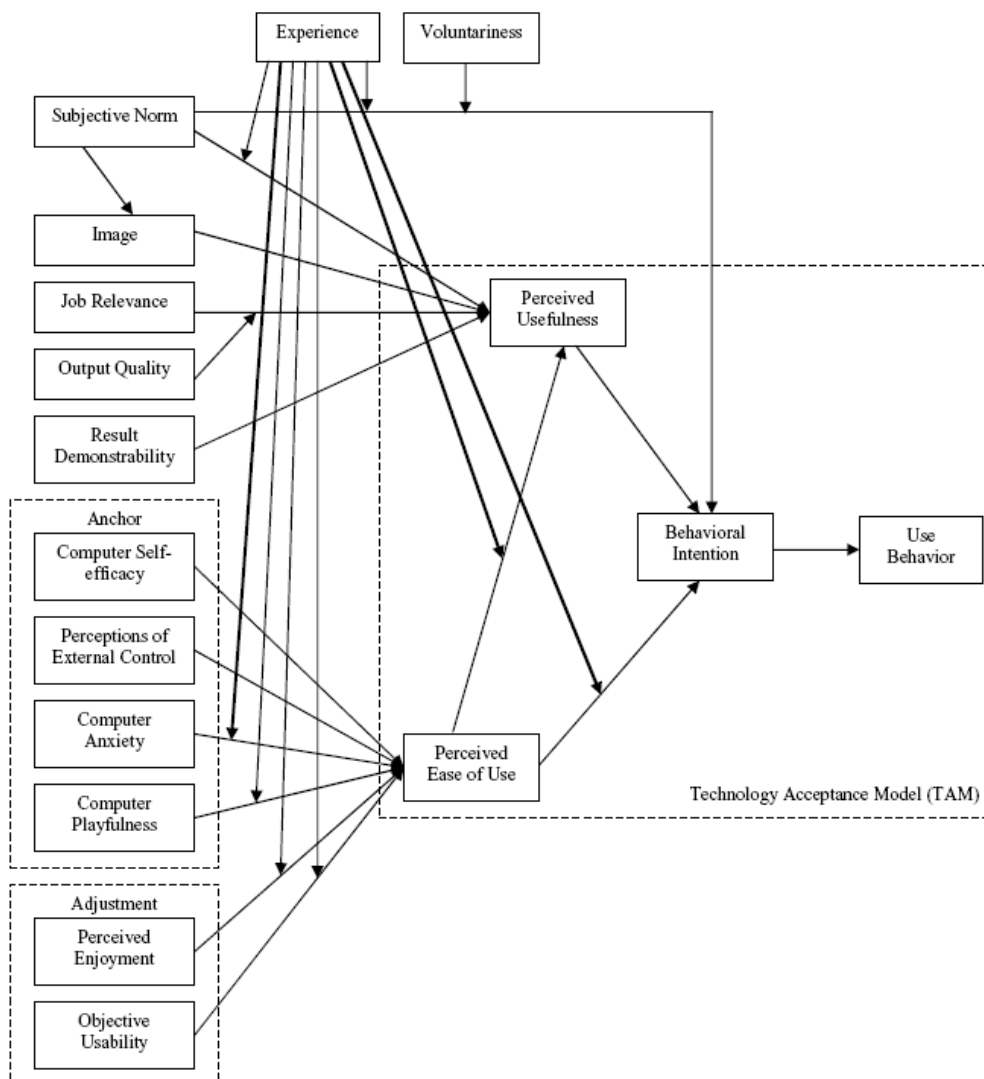 Experience
Voluntariness
Subjective Norm
Image
Job Relevance
Output Quality
Result
Demonstrability
Anchor
Computer Self-
efficacy
Perceptions of
External Control
Computer
Anxiety
Computer
Playfulness
Adjustment
Perceived
Enjoyment
Objective
Usability
Perceived
Usefulness
Perceived
Ease of Use
Behavioral
Intention
Use
Behavior
Technology Acceptance Model (TAM)